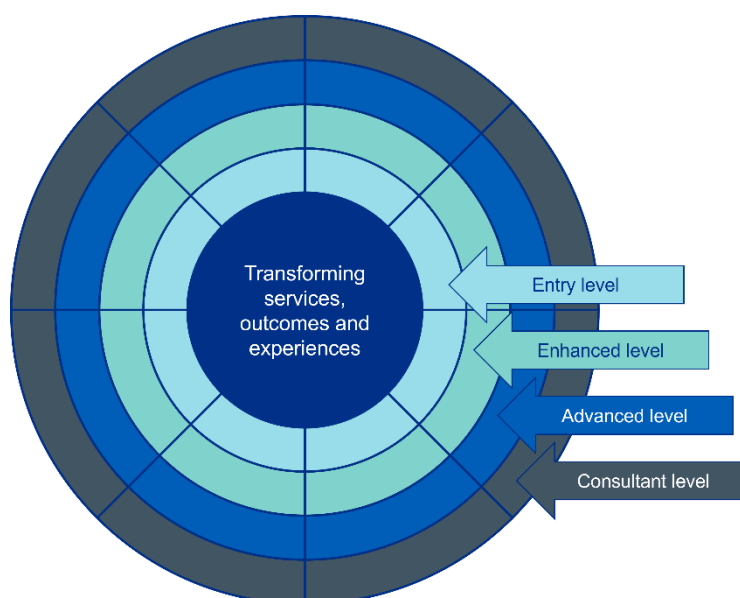 Transforming
services,
outcomes and
experiences
Entry level
Enhanced level
Advanced level
Consultant level